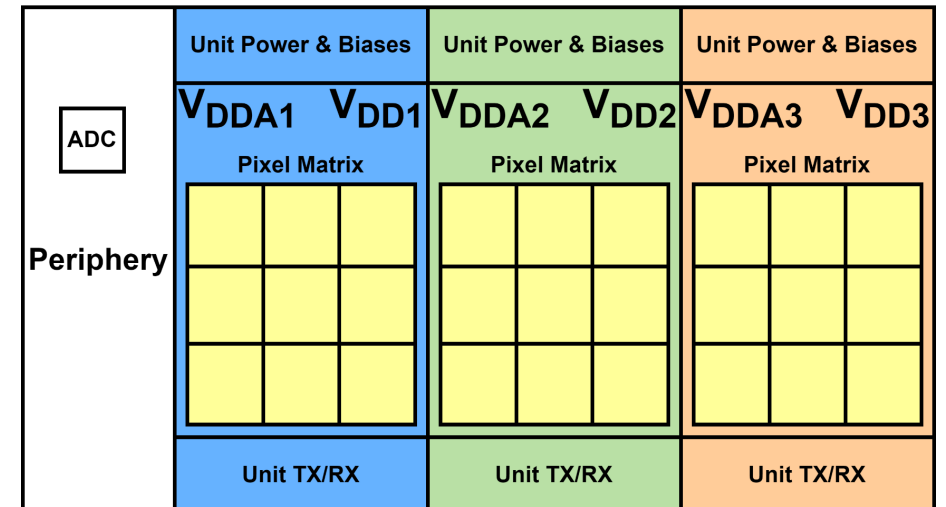 Unit Power & Biases
Unit Power & Biases
Unit Power & Biases
VDDA1 VDD1
VDDA2 VDD2
VDDA3 VDD3
ADC
Pixel Matrix
Pixel Matrix
Pixel Matrix
Periphery
Unit TX/RX
Unit TX/RX
Unit TX/RX